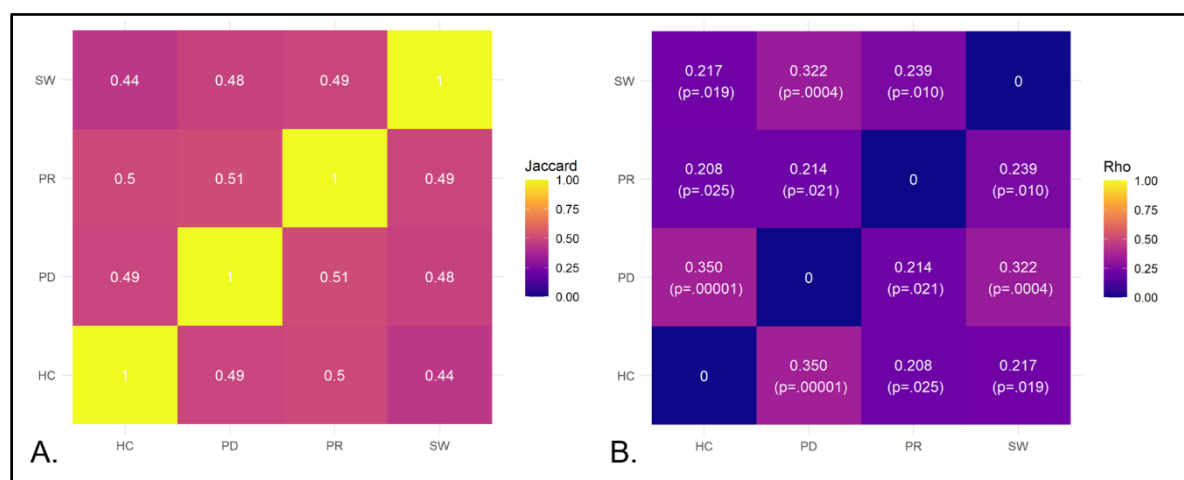 SW 0.44 0.48 0.49 1
PR 0.5 0.51 1 0.49
PD 0.49 1 0.51 0.48
HC 1 0.49 0.5 0.44
HC PD PR SW
A.
Jaccard
1.00
0.75
0.50
0.25
0.00
SW 0.217 0.322 0.239 0
(p=.019) (p=.0004) (p=.010)
PR 0.208 0.214 0 0.239
(p=.025) (p=.021) (p=.010)
PD 0.350 0 0.214 0.322
(p=.00001) (p=.021) (p=.0004)
HC 0 0.350 0.208 0.217
(p=.00001) (p=.025) (p=.019)
HC PD PR SW
B.
Rho
1.00
0.75
0.50
0.25
0.00